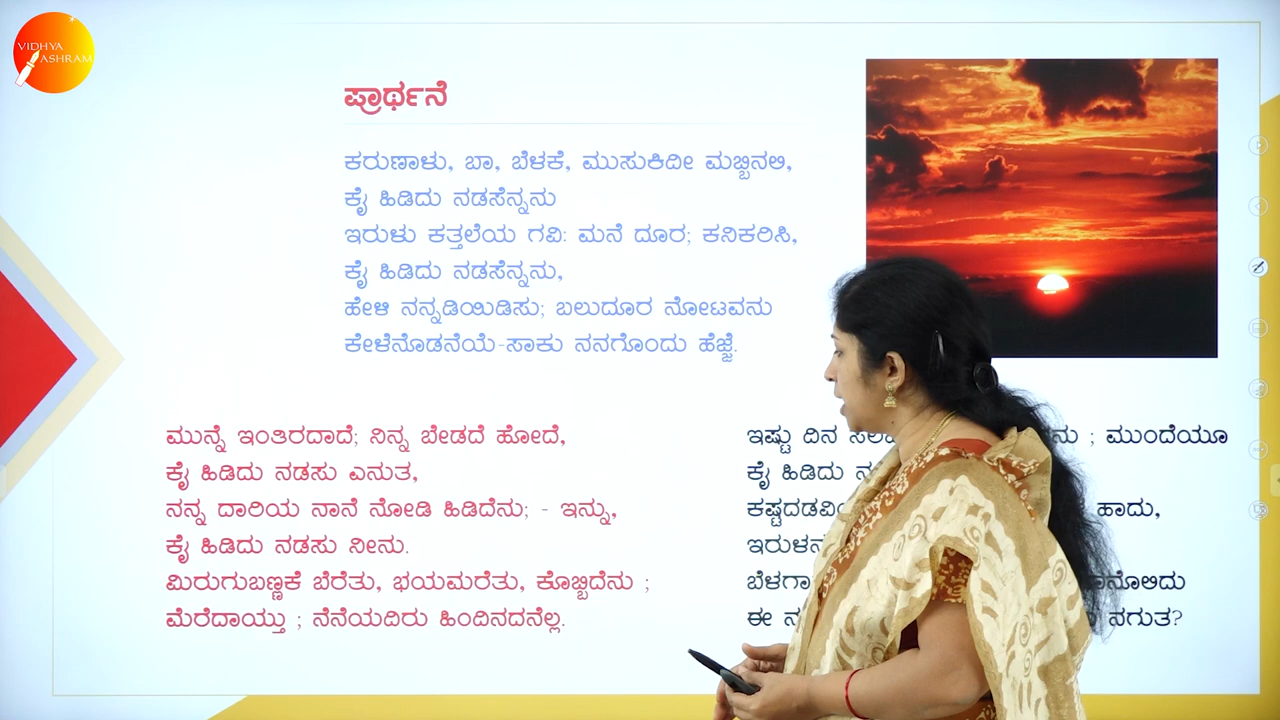 VIDHYA
ASHRAM
ಪ್ರಾರ್ಥನೆ
ಕರುಣಾಳು, ಬಾ, ಬೆಳಕೆ, ಮುಸುಕಿದೀ ಮಬ್ಬಿನಲಿ,
ಕೈ ಹಿಡಿದು ನಡಸೆನ್ನನು
ಇರುಳು ಕತ್ತಲೆಯ ಗವಿ: ಮನೆ ದೂರ; ಕನಿಕರಿಸಿ,
ಕೈ ಹಿಡಿದು ನಡಸೆನ್ನನು,
ಹೇಳಿ ನನ್ನಡಿಯಿಡಿಸು; ಬಲುದೂರ ನೋಟವನು
ಕೇಳೆನೊಡನೆಯೆ-ಸಾಕು ನನಗೊಂದು ಹೆಜ್ಜೆ.
ಮುನ್ನೆ ಇಂತಿರದಾದೆ; ನಿನ್ನ ಬೇಡದೆ ಹೋದೆ,
ಕೈ ಹಿಡಿದು ನಡಸು ಎನುತ,
ನನ್ನ ದಾರಿಯ ನಾನೆ ನೋಡಿ ಹಿಡಿದೆನು; - ಇನ್ನು,
ಕೈ ಹಿಡಿದು ನಡಸು ನೀನು.
ಮಿರುಗುಬಣ್ಣಕೆ ಬೆರೆತು, ಭಯಮರೆತು, ಕೊಬ್ಬಿದೆನು ;
ಮೆರೆದಾಯ್ತು ; ನೆನೆಯದಿರು ಹಿಂದಿನದನೆಲ್ಲ.
ಇಷ್ಟು ದಿನ ; ಮುಂದೆಯೂ
ಕೈ ಹಿಡಿದು
ಹಾದು,
ಈ ನಗುತ?